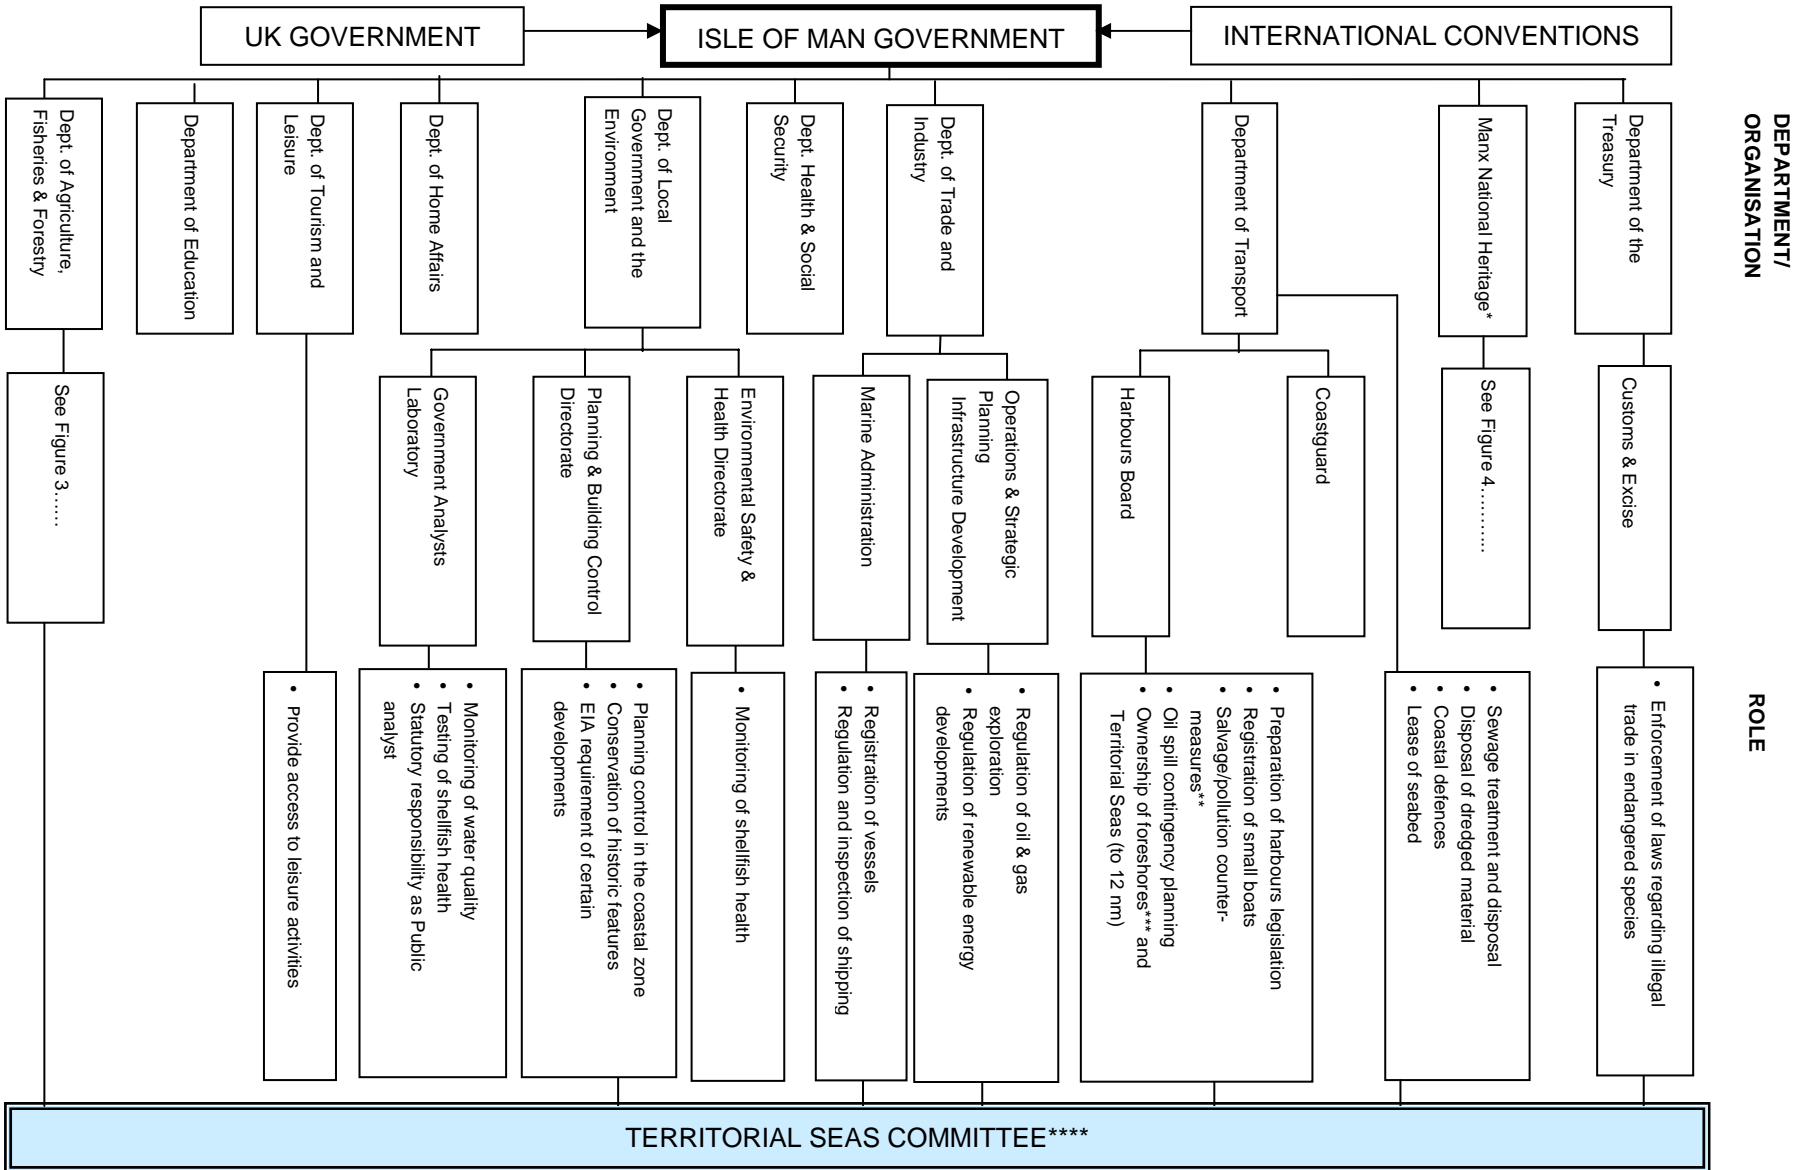 UK GOVERNMENT
ISLE OF MAN GOVERNMENT
INTERNATIONAL CONVENTIONS
DEPARTMENT/
ORGANISATION
Dept. of Agriculture,
Fisheries & Forestry
Department of Education
Dept. of Tourism and
Leisure
Dept. of Home Affairs
Dept. of Local
Government and the
Environment
Dept. Health & Social
Security
Dept. of Trade and
Industry
Department of Transport
Manx National Heritage*
Department of the
Treasury
See Figure 3......
Government Analysts
Laboratory
Planning & Building Control
Directorate
Environmental Safety &
Health Directorate
Marine Administration
Operations & Strategic
Planning
Infrastructure Development
Harbours Board
Coastguard
See Figure 4...........
Customs & Excise
ROLE
• Provide access to leisure activities
• Monitoring of water quality
• Testing of shellfish health
• Statutory responsibility as Public
analyst
• Planning control in the coastal zone
• Conservation of historic features
• EIA requirement of certain
developments
• Monitoring of shellfish health
• Registration of vessels
• Regulation and inspection of shipping
• Regulation of oil & gas
exploration
• Regulation of renewable energy
developments
• Preparation of harbours legislation
• Registration of small boats
• Salvage/pollution counter-
measures**
• Oil spill contingency planning
• Ownership of foreshores*** and
Territorial Seas (to 12 nm)
• Sewage treatment and disposal
• Disposal of dredged material
• Coastal defences
• Lease of seabed
• Enforcement of laws regarding illegal
trade in endangered species
TERRITORIAL SEAS COMMITTEE****